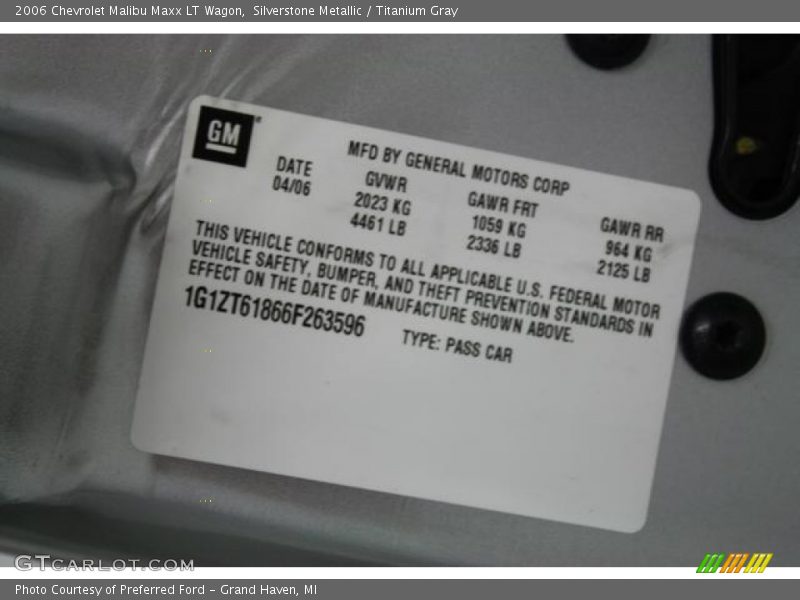 2006 Chevrolet Malibu Maxx LT Wagon, Silverstone Metallic / Titanium Gray
GM
MFD BY GENERAL MOTORS CORP
DATE GVWR GAWR FRT GAWR RR
04/06 2023 KG 1059 KG 964 KG
4461 LB 2336 LB 2125 LB
THIS VEHICLE CONFORMS TO ALL APPLICABLE U.S. FEDERAL MOTOR
VEHICLE SAFETY, BUMPER, AND THEFT PREVENTION STANDARDS IN
EFFECT ON THE DATE OF MANUFACTURE SHOWN ABOVE.
1G1ZT61866F263596 TYPE: PASS CAR
GTCARLOT.COM
Photo Courtesy of Preferred Ford - Grand Haven, MI